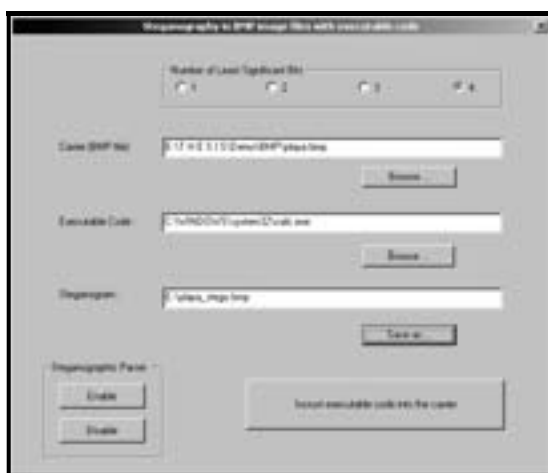 Steganography in BMP image files with executable code
Number of Least Significant Bits
1 2 3 4
Carrier (BMP file)
Browse...
Executable Code
C:\WINDOWS\system32\calc.exe
Browse...
Steganogram
Save as...
Steganographic Parser
Enable
Disable
Insert executable code into the carrier